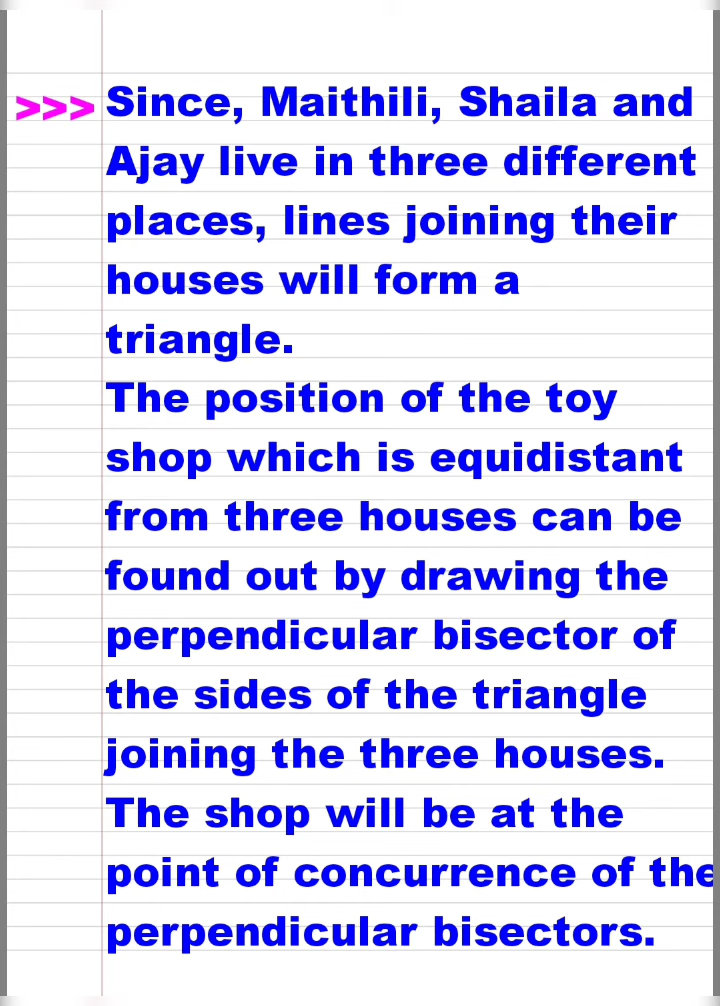 >>> Since, Maithili, Shaila and
Ajay live in three different
places, lines joining their
houses will form a
triangle.
The position of the toy
shop which is equidistant
from three houses can be
found out by drawing the
perpendicular bisector of
the sides of the triangle
joining the three houses.
The shop will be at the
point of concurrence of the
perpendicular bisectors.